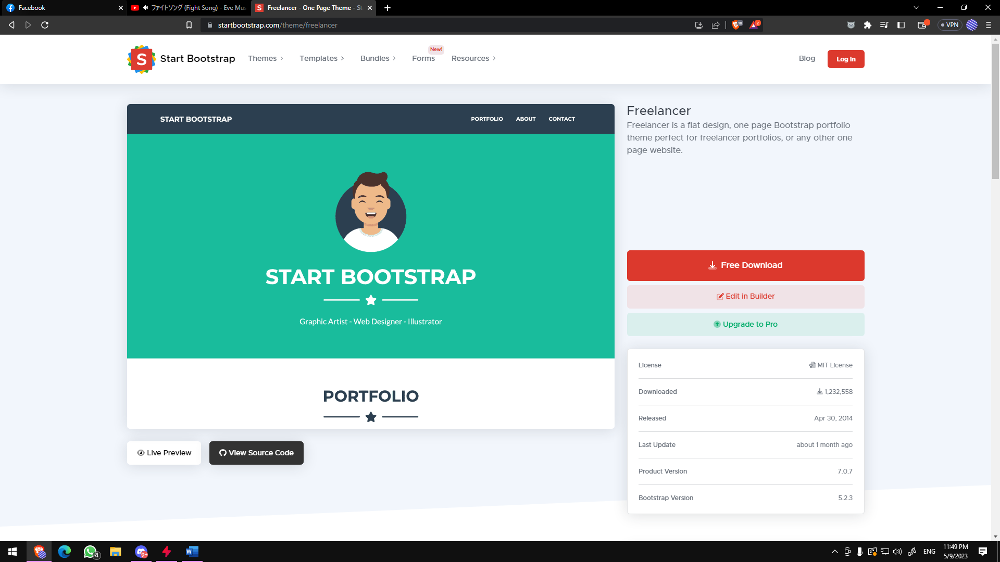 Facebook
ファイトソング (Fight Song) - Eve Mus
Freelancer - One Page Theme - St
startbootstrap.com/theme/freelancer
10
2
VPN
S
Start Bootstrap
Themes
Templates
Bundles
Forms
New!
Resources
Blog
Log In
START BOOTSTRAP
PORTFOLIO
ABOUT
CONTACT
START BOOTSTRAP
Graphic Artist - Web Designer - Illustrator
PORTFOLIO
Live Preview
View Source Code
Freelancer
Freelancer is a flat design, one page Bootstrap portfolio
theme perfect for freelancer portfolios, or any other one
page website.
Free Download
Edit in Builder
Upgrade to Pro
License
MIT License
Downloaded
1,232,558
Released
Apr 30, 2014
Last Update
about 1 month ago
Product Version
7.0.7
Bootstrap Version
5.2.3
4
9+
W
ENG
11:49 PM
5/9/2023